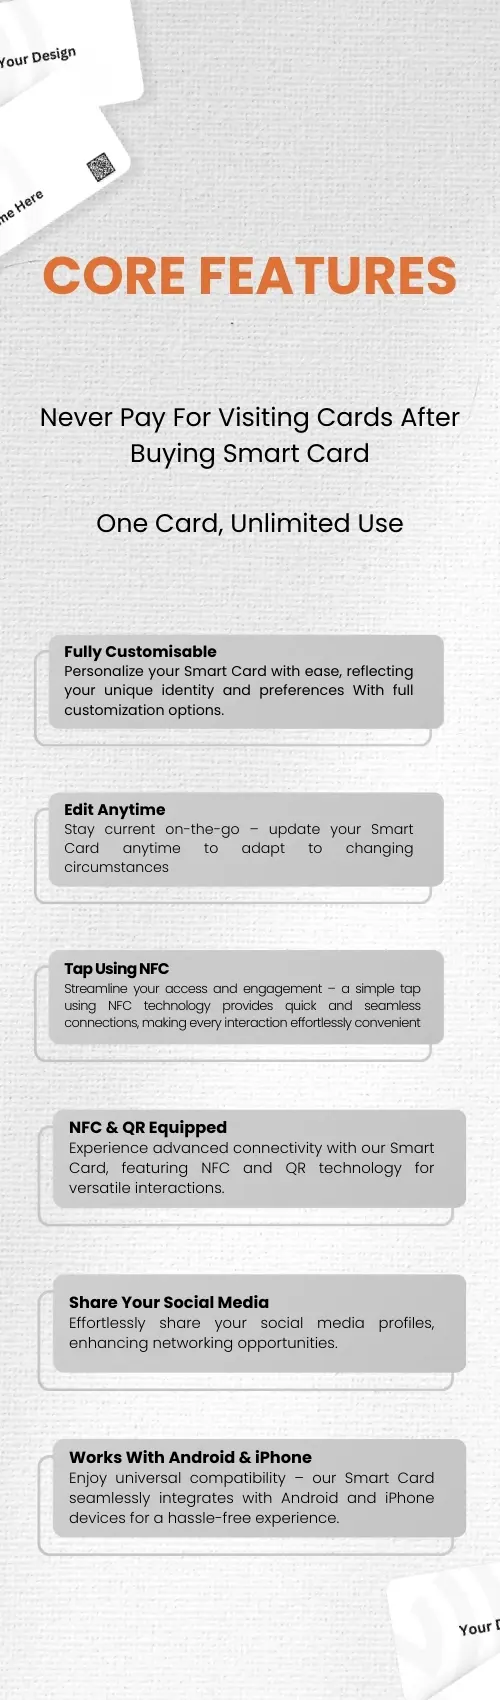 Your Design
me Here
CORE FEATURES
Never Pay For Visiting Cards After
Buying Smart Card
One Card, Unlimited Use
Fully Customisable
Personalize your Smart Card with ease, reflecting
your unique identity and preferences With full
customization options.
Edit Anytime
Stay current on-the-go – update your Smart
Card anytime to adapt to changing
circumstances
Tap Using NFC
Streamline your access and engagement – a simple tap
using NFC technology provides quick and seamless
connections, making every interaction effortlessly convenient
NFC & QR Equipped
Experience advanced connectivity with our Smart
Card, featuring NFC and QR technology for
versatile interactions.
Share Your Social Media
Effortlessly share your social media profiles,
enhancing networking opportunities.
Works With Android & iPhone
Enjoy universal compatibility – our Smart Card
seamlessly integrates with Android and iPhone
devices for a hassle-free experience.
Your D